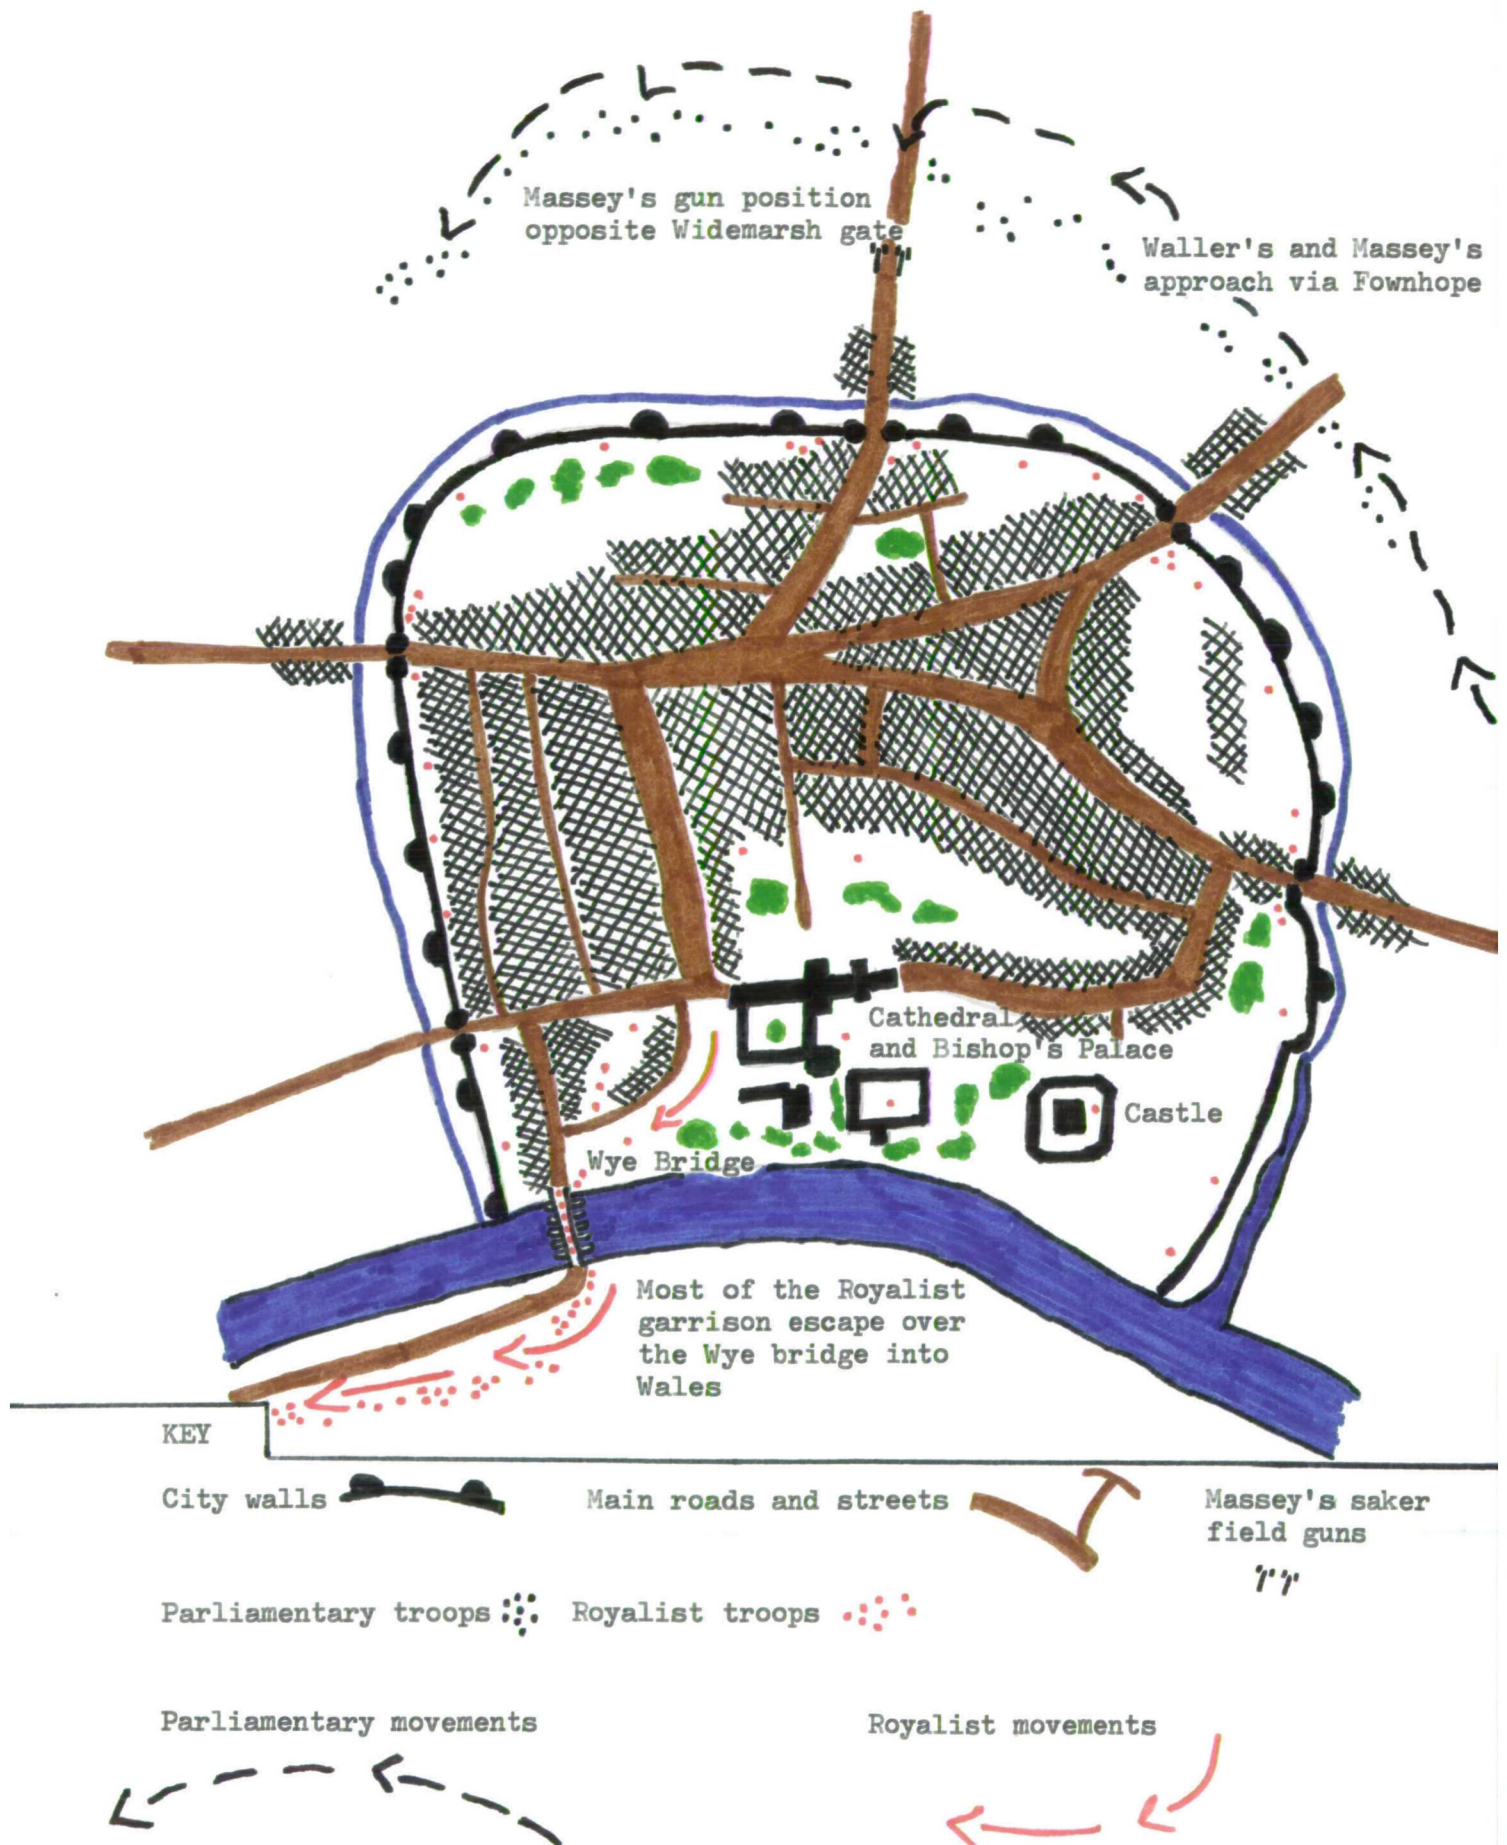 Massey's gun position
opposite Widemarsh gate
Waller's and Massey's
approach via Fownhope
Cathedral
and Bishop's Palace
Castle
Wye Bridge
Most of the Royalist
garrison escape over
the Wye bridge into
Wales
KEY
City walls
Main roads and streets
Massey's saker
field guns
Parliamentary troops
Royalist troops
Parliamentary movements
Royalist movements